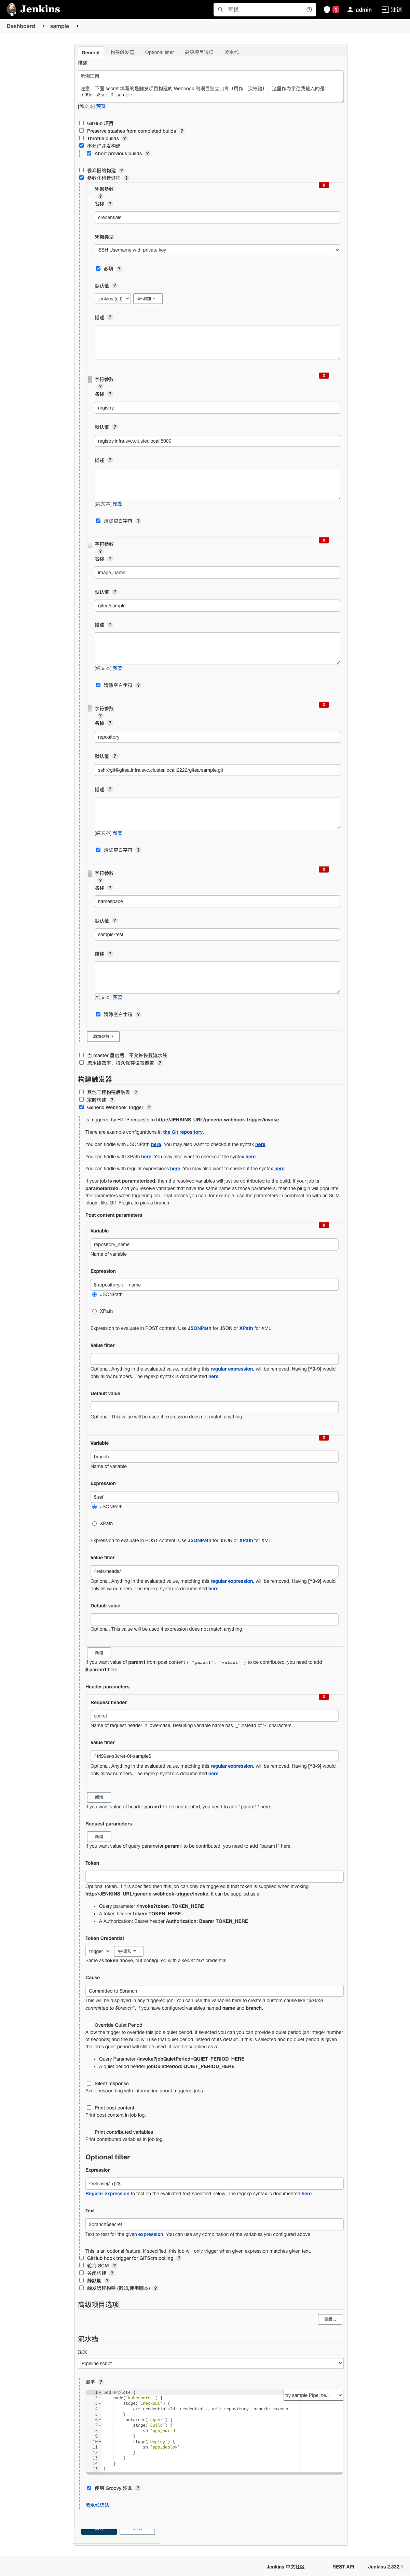 Jenkins
查找
1
admin
注销
Dashboard
sample
General
构建触发器
Optional filter
高级项目选项
流水线
描述
示例项目
注意：下面 secret 填写的是触发项目构建的 Webhook 的项目独立口令（用作二次校验），这里作为示范我输入的是:
[纯文本] 预览
GitHub 项目
Preserve stashes from completed builds
Throttle builds
不允许并发构建
Abort previous builds
丢弃旧的构建
参数化构建过程
X
凭据参数
名称
credentials
凭据类型
SSH Username with private key
必填
默认值
jenkins (git)
添加
描述
X
字符参数
名称
registry
默认值
registry.infra.svc.cluster.local:5000
描述
[纯文本] 预览
清除空白字符
X
字符参数
名称
image_name
默认值
gitea/sample
描述
[纯文本] 预览
清除空白字符
X
字符参数
名称
repository
默认值
ssh://git@gitea.infra.svc.cluster.local:2222/gitea/sample.git
描述
[纯文本] 预览
清除空白字符
X
字符参数
名称
namespace
默认值
sample-test
描述
[纯文本] 预览
清除空白字符
添加参数
当 master 重启后，不允许恢复流水线
流水线效率、持久保存设置覆盖
构建触发器
其他工程构建后触发
定时构建
Generic Webhook Trigger
Is triggered by HTTP requests to http://JENKINS_URL/generic-webhook-trigger/invoke
There are example configurations in the Git repository.
You can fiddle with JSONPath here. You may also want to checkout the syntax here.
You can fiddle with XPath here. You may also want to checkout the syntax here.
You can fiddle with regular expressions here. You may also want to checkout the syntax here.
If your job is not parameterized, then the resolved variables will just be contributed to the build. If your job is
parameterized, and you resolve variables that have the same name as those parameters, then the plugin will populate
the parameters when triggering job. That means you can, for example, use the parameters in combination with an SCM
plugin, like GIT Plugin, to pick a branch.
Post content parameters
X
Variable
repository_name
Name of variable
Expression
$.repository.full_name
JSONPath
XPath
Expression to evaluate in POST content. Use JSONPath for JSON or XPath for XML.
Value filter
Optional. Anything in the evaluated value, matching this regular expression, will be removed. Having [^0-9] would
only allow numbers. The regexp syntax is documented here.
Default value
Optional. This value will be used if expression does not match anything.
X
Variable
branch
Name of variable
Expression
$.ref
JSONPath
XPath
Expression to evaluate in POST content. Use JSONPath for JSON or XPath for XML.
Value filter
^refs/heads/
Optional. Anything in the evaluated value, matching this regular expression, will be removed. Having [^0-9] would
only allow numbers. The regexp syntax is documented here.
Default value
Optional. This value will be used if expression does not match anything.
新增
If you want value of param1 from post content { "param1": "value1" } to be contributed, you need to add
$.param1 here.
Header parameters
X
Request header
secret
Name of request header in lowercase. Resulting variable name has '_' instead of '-' characters.
Value filter
Optional. Anything in the evaluated value, matching this regular expression, will be removed. Having [^0-9] would
only allow numbers. The regexp syntax is documented here.
新增
If you want value of header param1 to be contributed, you need to add "param1" here.
Request parameters
新增
If you want value of query parameter param1 to be contributed, you need to add "param1" here.
Token
Optional token. If it is specified then this job can only be triggered if that token is supplied when invoking
http://JENKINS_URL/generic-webhook-trigger/invoke. It can be supplied as a:
Query parameter /invoke?token=TOKEN_HERE
A token header token: TOKEN_HERE
A Authorization: Bearer header Authorization: Bearer TOKEN_HERE
Token Credential
trigger
添加
Same as token above, but configured with a secret text credential.
Cause
Committed to $branch
This will be displayed in any triggered job. You can use the variables here to create a custom cause like "$name
committed to $branch", if you have configured variables named name and branch.
Override Quiet Period
Allow the trigger to override this job's quiet period. If selected you you can provide a quiet period (an integer number
of seconds) and the build will use that quiet period instead of its default. If this is selected and no quiet period is given
the job's quiet period will still be used. It can be supplied as a:
Query Parameter /invoke?jobQuietPeriod=QUIET_PERIOD_HERE
A quiet period header jobQuietPeriod: QUIET_PERIOD_HERE
Silent response
Avoid responding with information about triggered jobs.
Print post content
Print post content in job log.
Print contributed variables
Print contributed variables in job log.
Optional filter
Expression
^release(/.+)?$
Regular expression to test on the evaluated text specified below. The regexp syntax is documented here.
Text
$branch$secret
Text to test for the given expression. You can use any combination of the variables you configured above.
This is an optional feature. If specified, this job will only trigger when given expression matches given text.
GitHub hook trigger for GITScm polling
轮询 SCM
关闭构建
静默期
触发远程构建 (例如,使用脚本)
高级项目选项
高级...
流水线
定义
Pipeline script
脚本
try sample Pipeline...
1 podTemplate {
2 node('kubernetes') {
3 stage('Checkout') {
4 git credentialsId: credentials, url: repository, branch: branch
5 }
6 container('agent') {
7 stage('Build') {
8 sh 'app_build'
9 }
10 stage('Deploy') {
11 sh 'app_deploy'
12 }
13 }
14 }
15 }
使用 Groovy 沙盒
流水线语法
Jenkins 中文社区
REST API
Jenkins 2.332.1